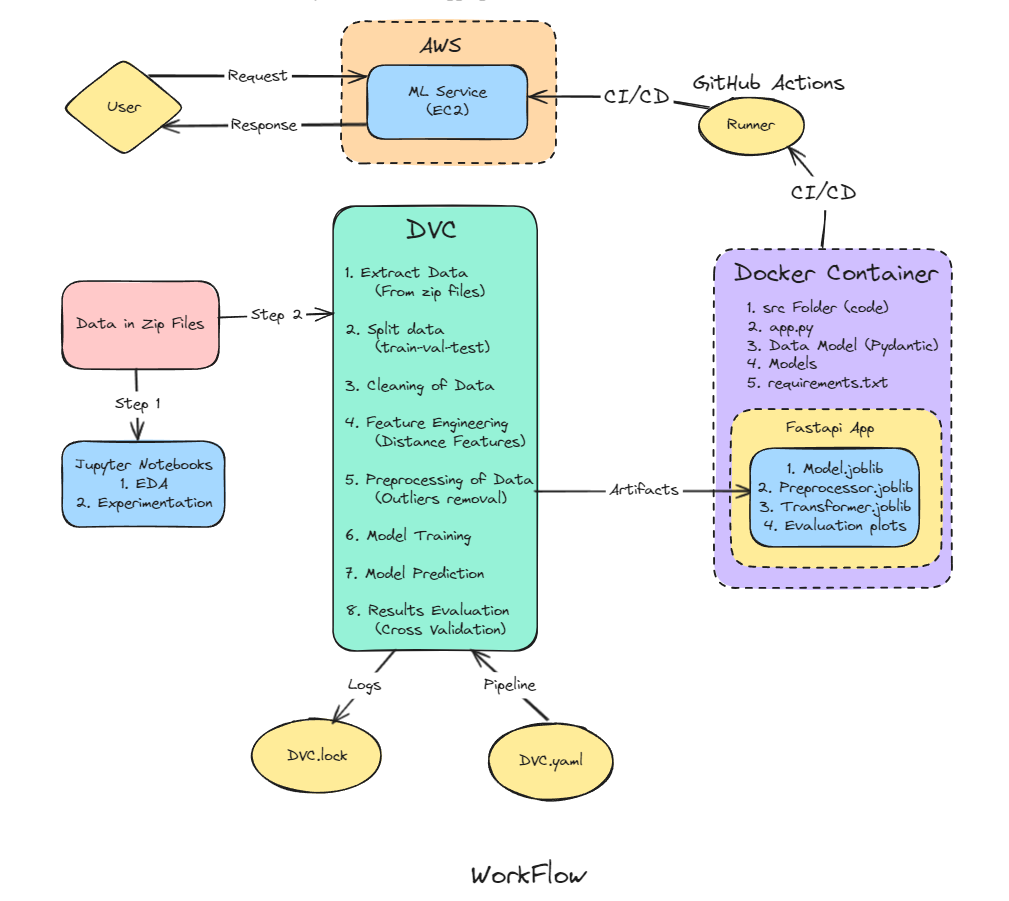 AWS
User
Request
Response
ML Service
(EC2)
CI/CD
GitHub Actions
Runner
CI/CD
Data in Zip Files
Step 2
Step 1
Jupyter Notebooks
1. EDA
2. Experimentation
DVC
1. Extract Data
(From zip files)
2. Split data
(train-val-test)
3. Cleaning of Data
4. Feature Engineering
(Distance Features)
5. Preprocessing of Data
(Outliers removal)
6. Model Training
7. Model Prediction
8. Results Evaluation
(Cross Validation)
Artifacts
Docker Container
1. src Folder (code)
2. app.py
3. Data Model (Pydantic)
4. Models
5. requirements.txt
Fastapi App
1. Model.joblib
2. Preprocessor.joblib
3. Transformer.joblib
4. Evaluation plots
Logs
Pipeline
DVC.lock
DVC.yaml
WorkFlow